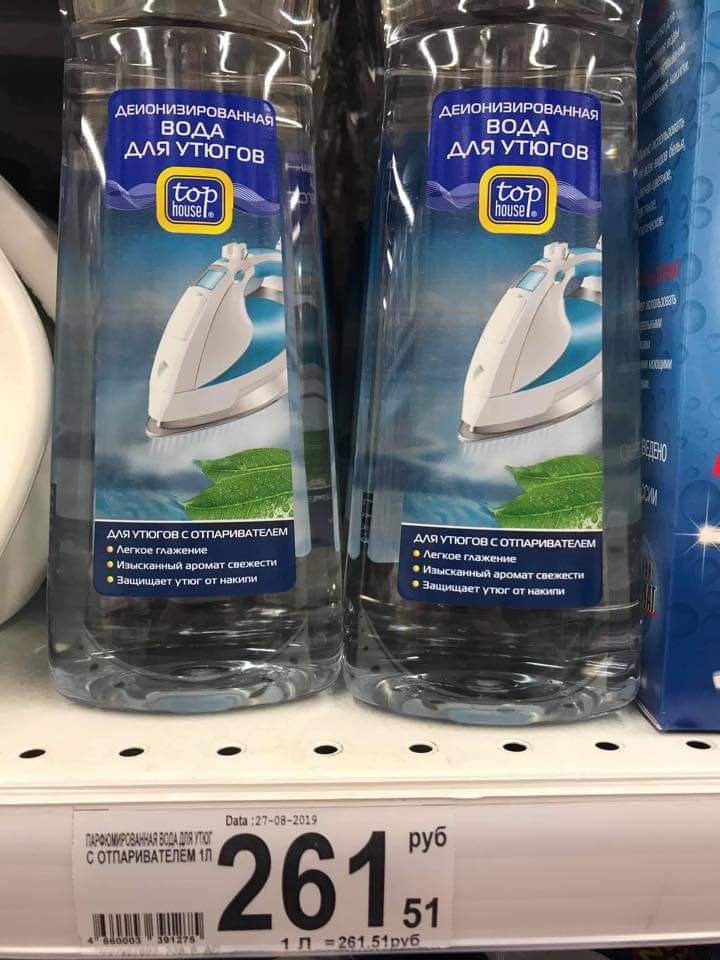 ДЕИОНИЗИРОВАННАЯ
ВОДА
ДЛЯ УТЮГОВ
top
house®
ДЛЯ УТЮГОВ С ОТПАРИВАТЕЛЕМ
Легкое глажение
Изысканный аромат свежести
Защищает утюг от накипи
ДЕИОНИЗИРОВАННАЯ
ВОДА
ДЛЯ УТЮГОВ
top
house®
ДЛЯ УТЮГОВ С ОТПАРИВАТЕЛЕМ
Легкое глажение
Изысканный аромат свежести
Защищает утюг от накипи
Data :27-08-2019
ПАРФЮМИРОВАННАЯ ВОДА ДЛЯ УТЮГ
С ОТПАРИВАТЕЛЕМ 1Л
261 51 руб
4 660003 391275
1 Л =261.51руб